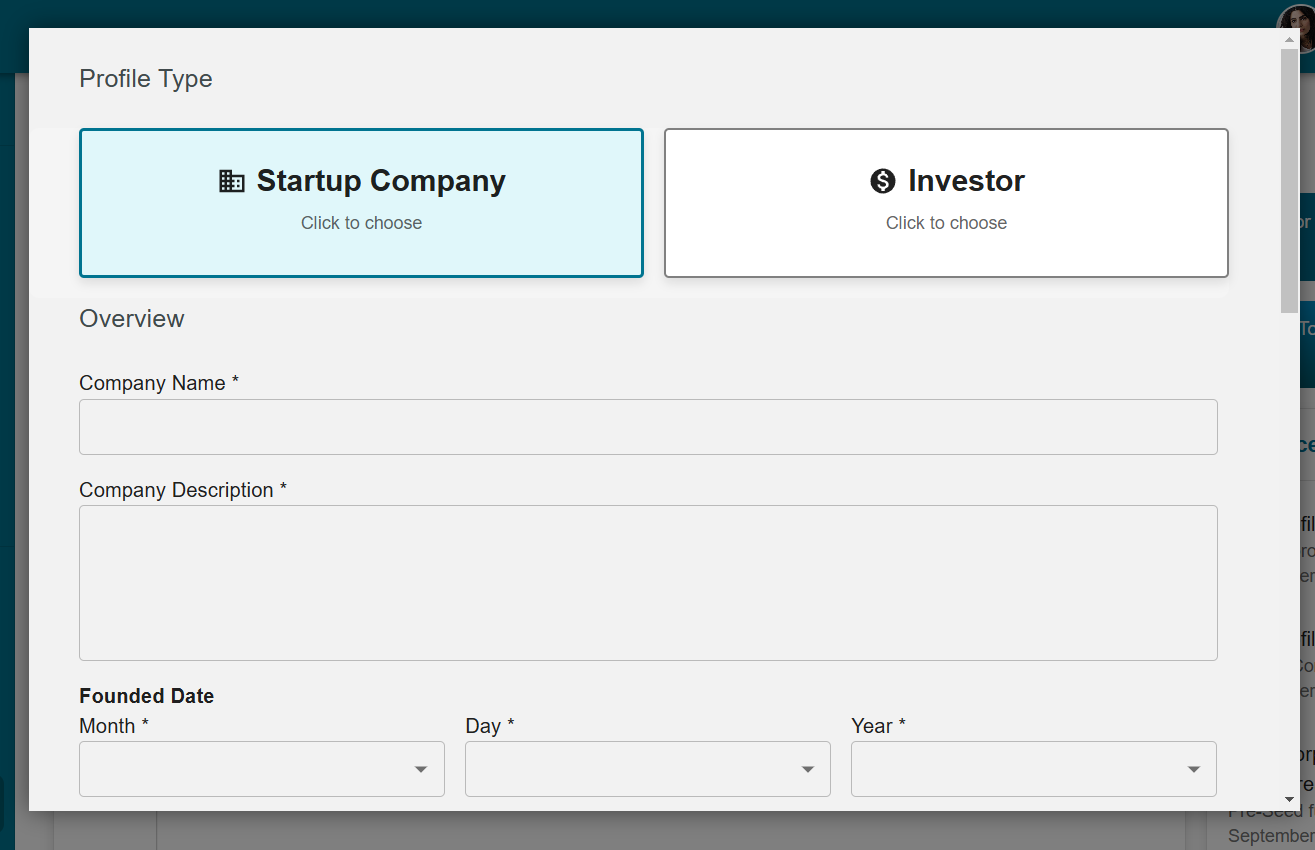 Profile Type
Startup Company
Click to choose
Investor
Click to choose
Overview
Company Name *
Company Description *
Founded Date
Month *
Day *
Year *
September